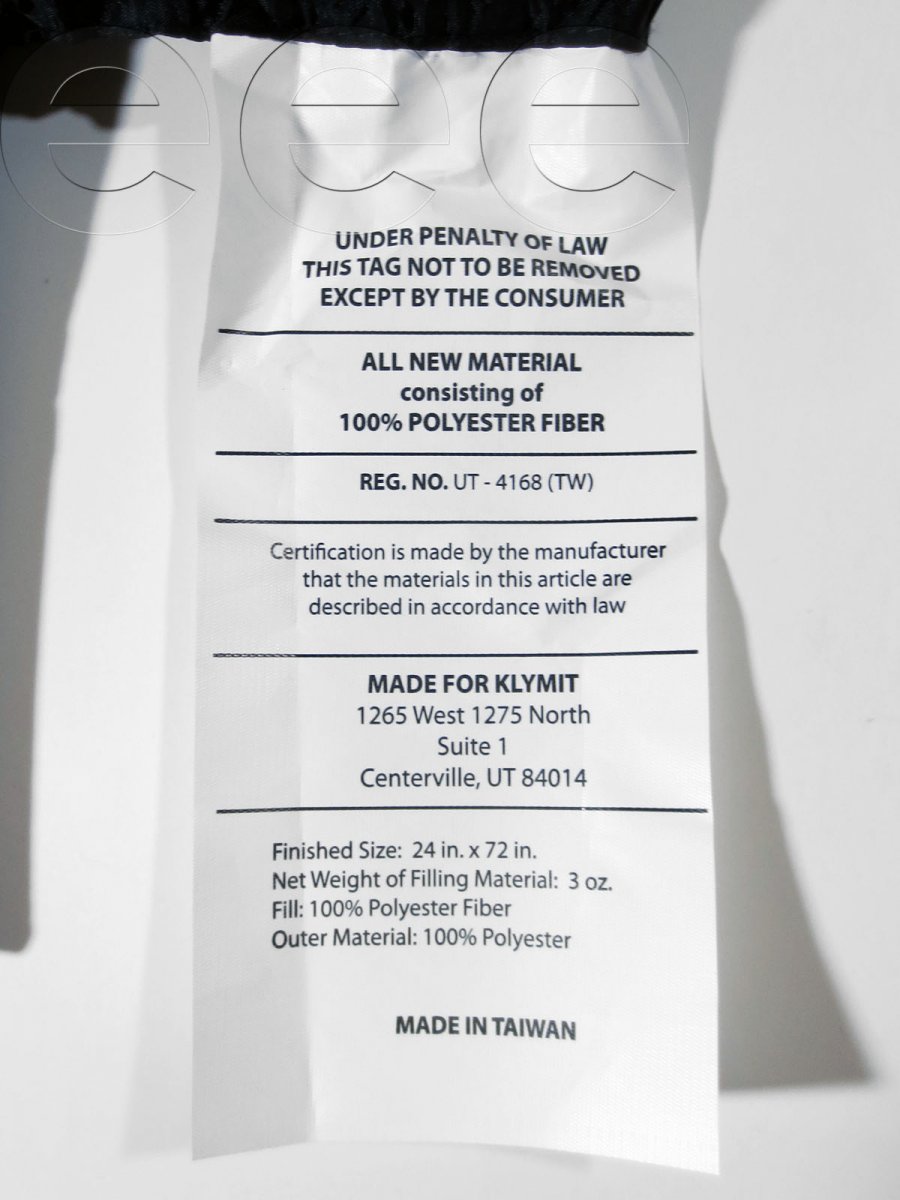 eee
UNDER PENALTY OF LAW
THIS TAG NOT TO BE REMOVED
EXCEPT BY THE CONSUMER
ALL NEW MATERIAL
consisting of
100% POLYESTER FIBER
REG. NO. UT - 4168 (TW)
Certification is made by the manufacturer
that the materials in this article are
described in accordance with law
MADE FOR KLYMIT
1265 West 1275 North
Suite 1
Centerville, UT 84014
Finished Size: 24 in. x 72 in.
Net Weight of Filling Material: 3 oz.
Fill: 100% Polyester Fiber
Outer Material: 100% Polyester
MADE IN TAIWAN